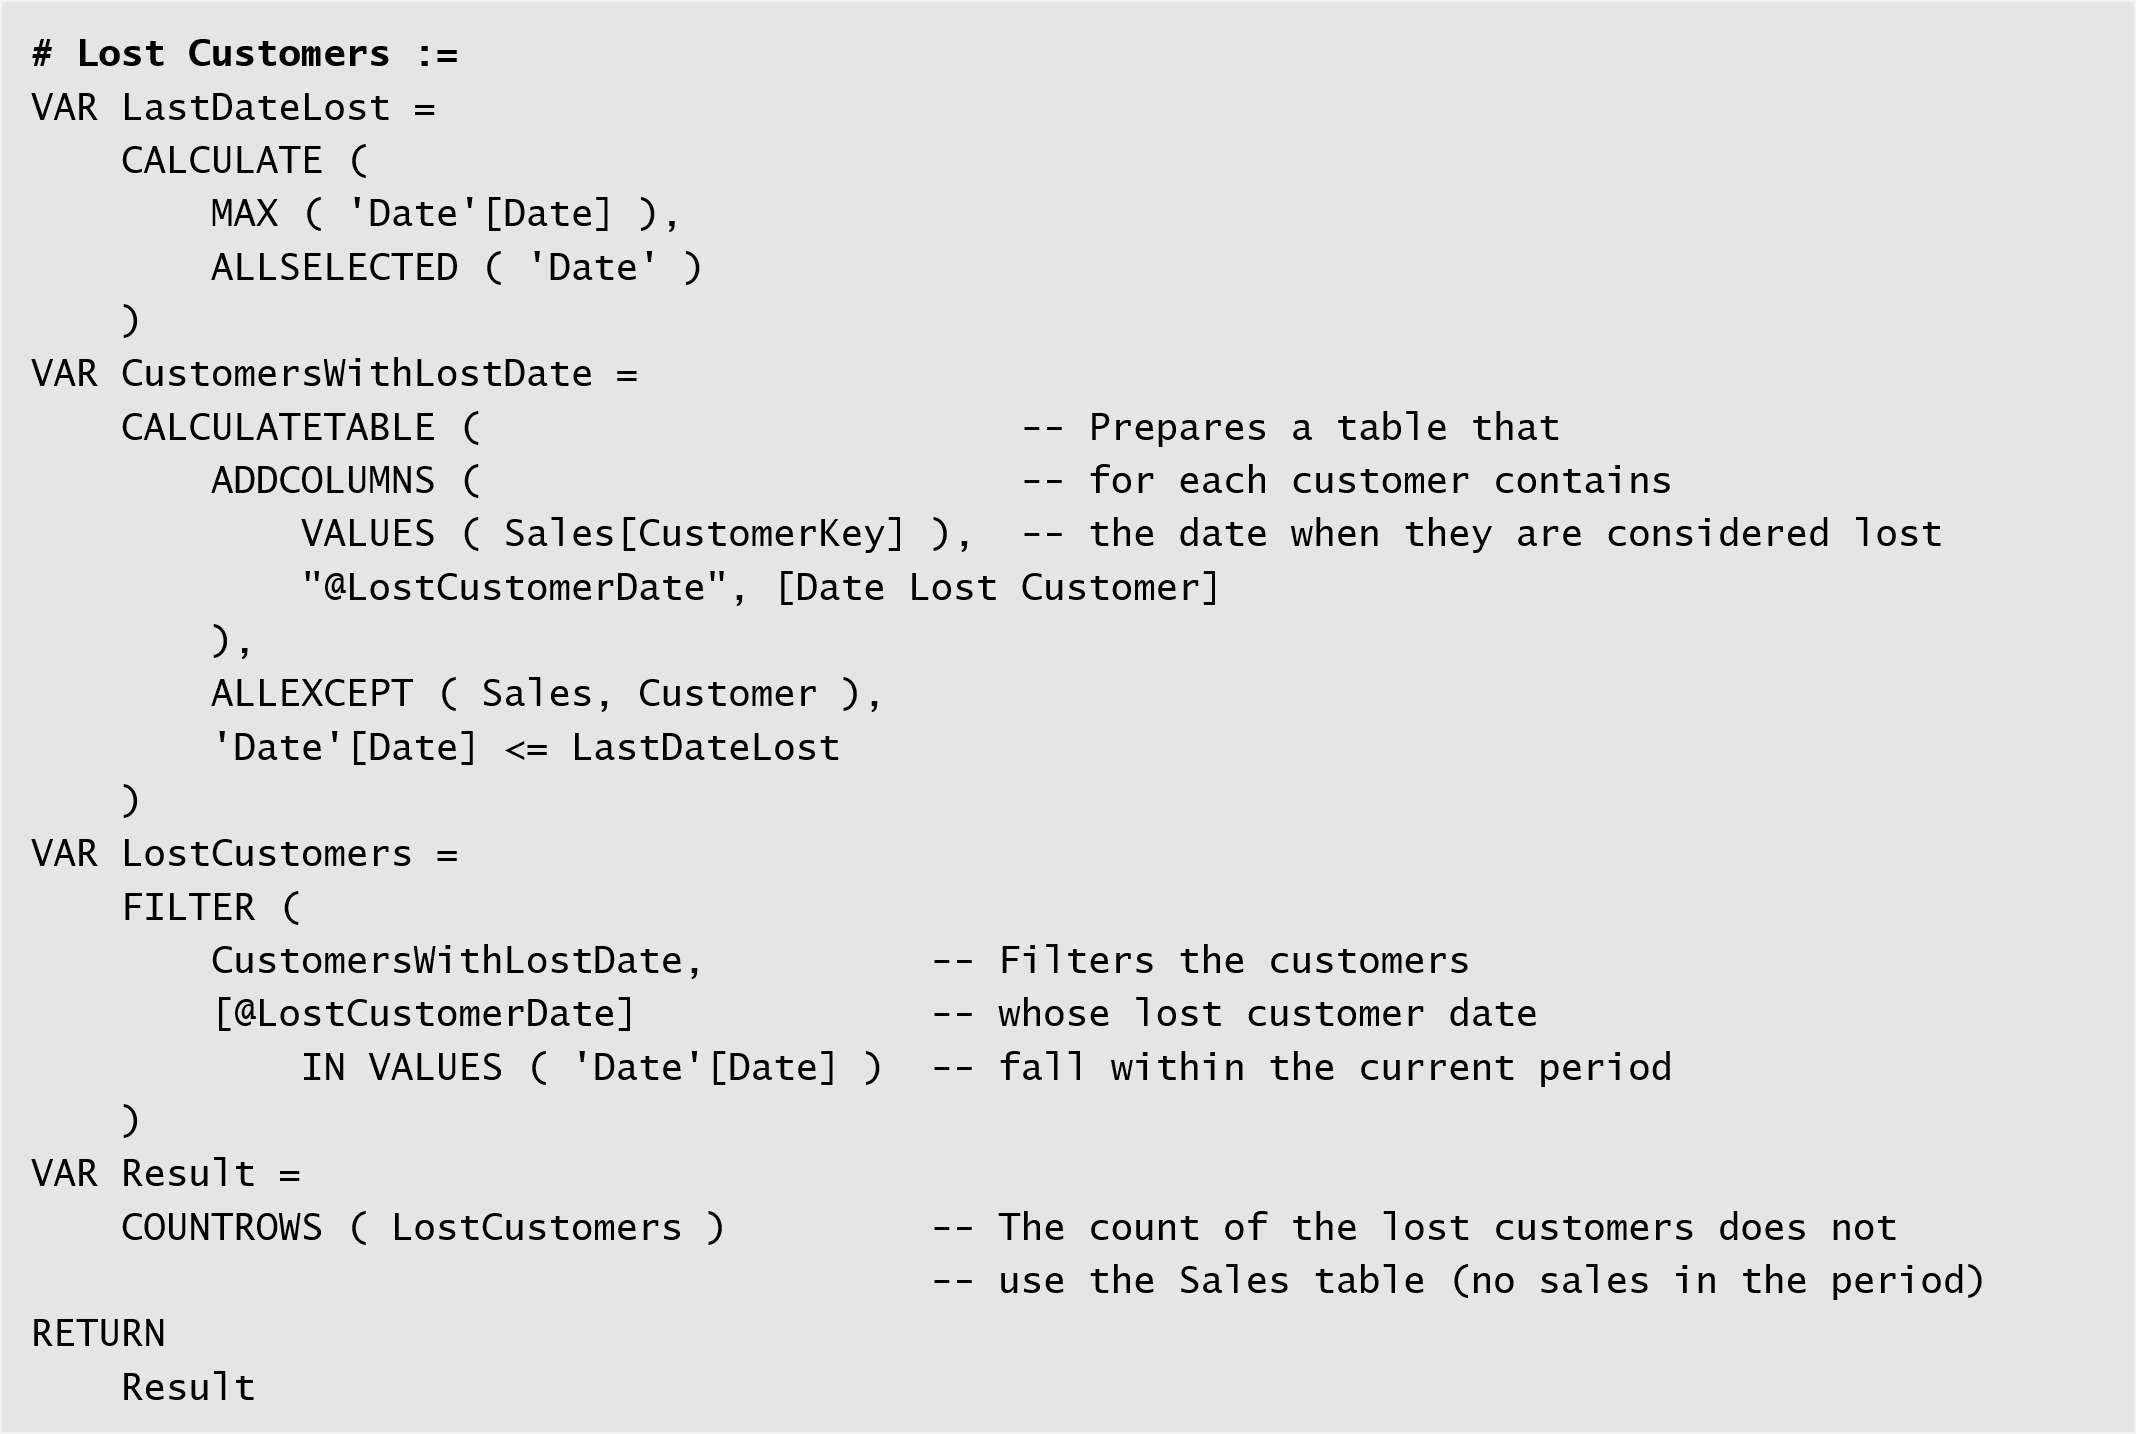 # Lost Customers :=
VAR LastDateLost =
    CALCULATE (
        MAX ( 'Date'[Date] ),
        ALLSELECTED ( 'Date' )
    )
VAR CustomersWithLostDate =
    CALCULATETABLE (                        -- Prepares a table that
        ADDCOLUMNS (                        -- for each customer contains
            VALUES ( Sales[CustomerKey] ),  -- the date when they are considered lost
            "@LostCustomerDate", [Date Lost Customer]
        ),
        ALLEXCEPT ( Sales, Customer ),
        'Date'[Date] <= LastDateLost
    )
VAR LostCustomers =
    FILTER (
        CustomersWithLostDate,          -- Filters the customers
        [@LostCustomerDate]             -- whose lost customer date
            IN VALUES ( 'Date'[Date] )  -- fall within the current period
    )
VAR Result =
    COUNTROWS ( LostCustomers )         -- The count of the lost customers does not
                                        -- use the Sales table (no sales in the period)
RETURN
    Result